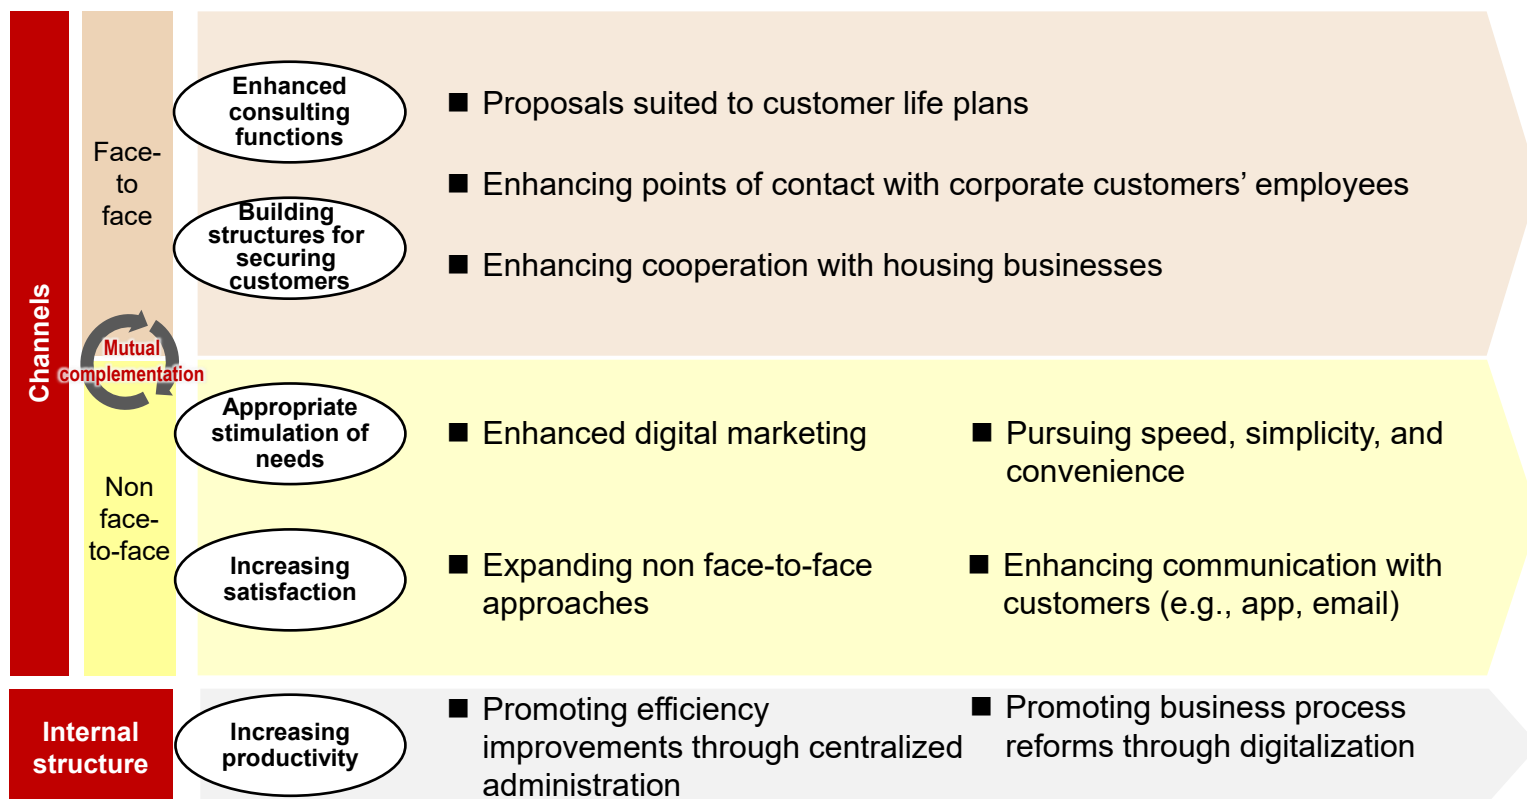 Channels
Face-
to
face
Enhanced
consulting
functions
■ Proposals suited to customer life plans
■ Enhancing points of contact with corporate customers’ employees
Building
structures for
securing
customers
■ Enhancing cooperation with housing businesses
Mutual
complementation
Non
face-
to-face
Appropriate
stimulation of
needs
■ Enhanced digital marketing
■ Pursuing speed, simplicity, and
convenience
Increasing
satisfaction
■ Expanding non face-to-face
approaches
■ Enhancing communication with
customers (e.g., app, email)
Internal
structure
Increasing
productivity
■ Promoting efficiency
improvements through centralized
administration
■ Promoting business process
reforms through digitalization